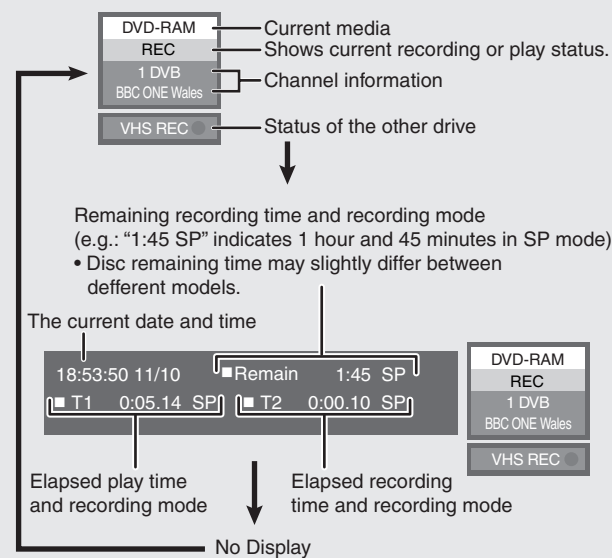 DVD-RAM
Current media
REC
Shows current recording or play status.
1 DVB
BBC ONE Wales
Channel information
VHS REC
Status of the other drive
Remaining recording time and recording mode
(e.g.: “1:45 SP” indicates 1 hour and 45 minutes in SP mode)
• Disc remaining time may slightly differ between
defferent models.
The current date and time
18:53:50 11/10
Remain 1:45 SP
T1 0:05.14 SP
T2 0:00.10 SP
DVD-RAM
REC
1 DVB
BBC ONE Wales
VHS REC
Elapsed play time
and recording mode
Elapsed recording
time and recording mode
No Display